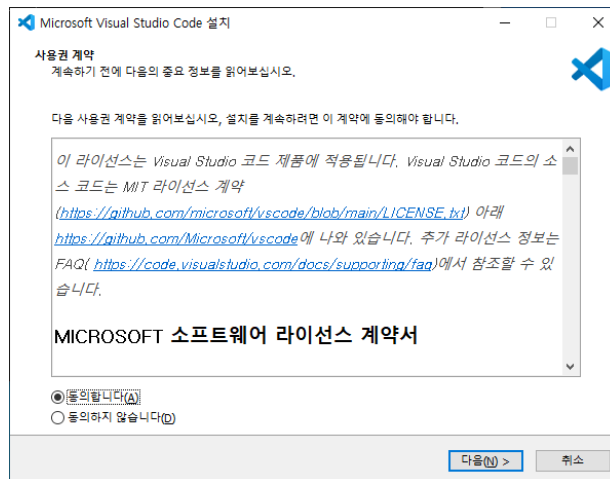 Microsoft Visual Studio Code 설치
사용권 계약
계속하기 전에 다음의 중요 정보를 읽어보십시오.
다음 사용권 계약을 읽어보십시오, 설치를 계속하려면 이 계약에 동의해야 합니다.
이 라이선스는 Visual Studio 코드 제품에 적용됩니다. Visual Studio 코드의 소
스 코드는 MIT 라이선스 계약
(https://github.com/microsoft/vscode/blob/main/LICENSE.txt) 아래
https://github.com/Microsoft/vscode에 나와 있습니다. 추가 라이선스 정보는
FAQ( https://code.visualstudio.com/docs/supporting/faq)에서 참조할 수 있
습니다.
MICROSOFT 소프트웨어 라이선스 계약서
동의합니다(A)
동의하지 않습니다(D)
다음(N) >
취소